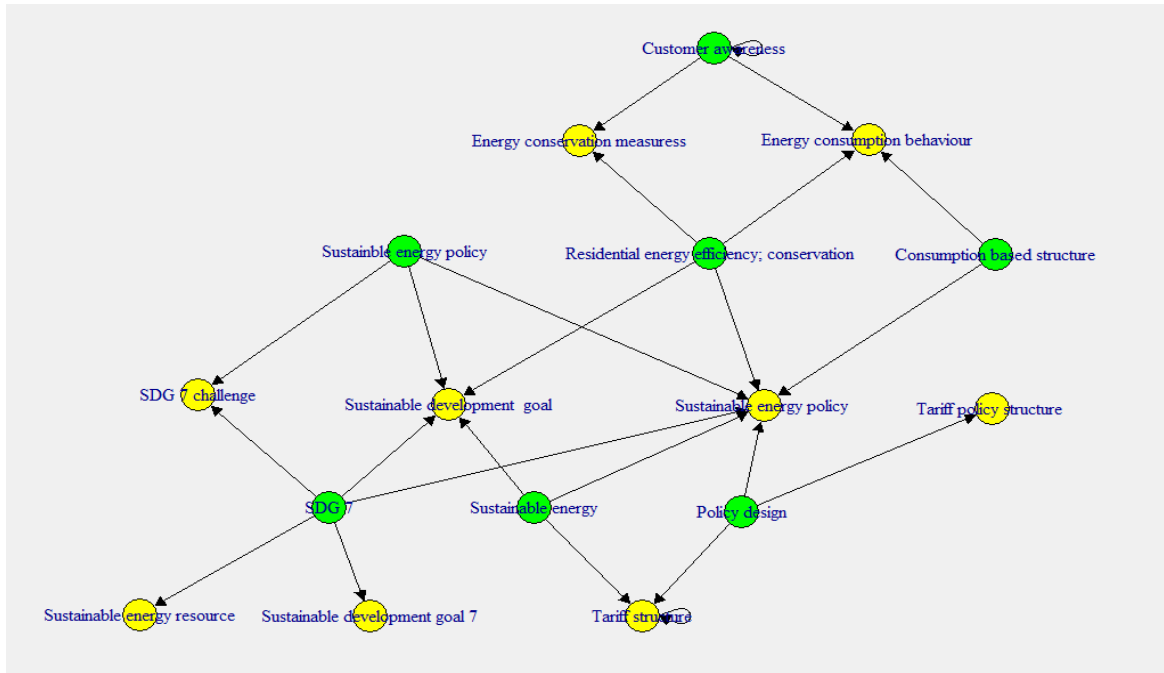 Customer awareness
Energy conservation measuress
Energy consumption behaviour
Sustainble energy policy
Residential energy efficiency; conservation
Consumption based structure
SDG 7 challenge
Sustainable development goal
Sustainable energy policy
Tariff policy structure
SDG 7
Sustainable energy
Policy design
Sustainable energy resource
Sustainable development goal 7
Tariff structure